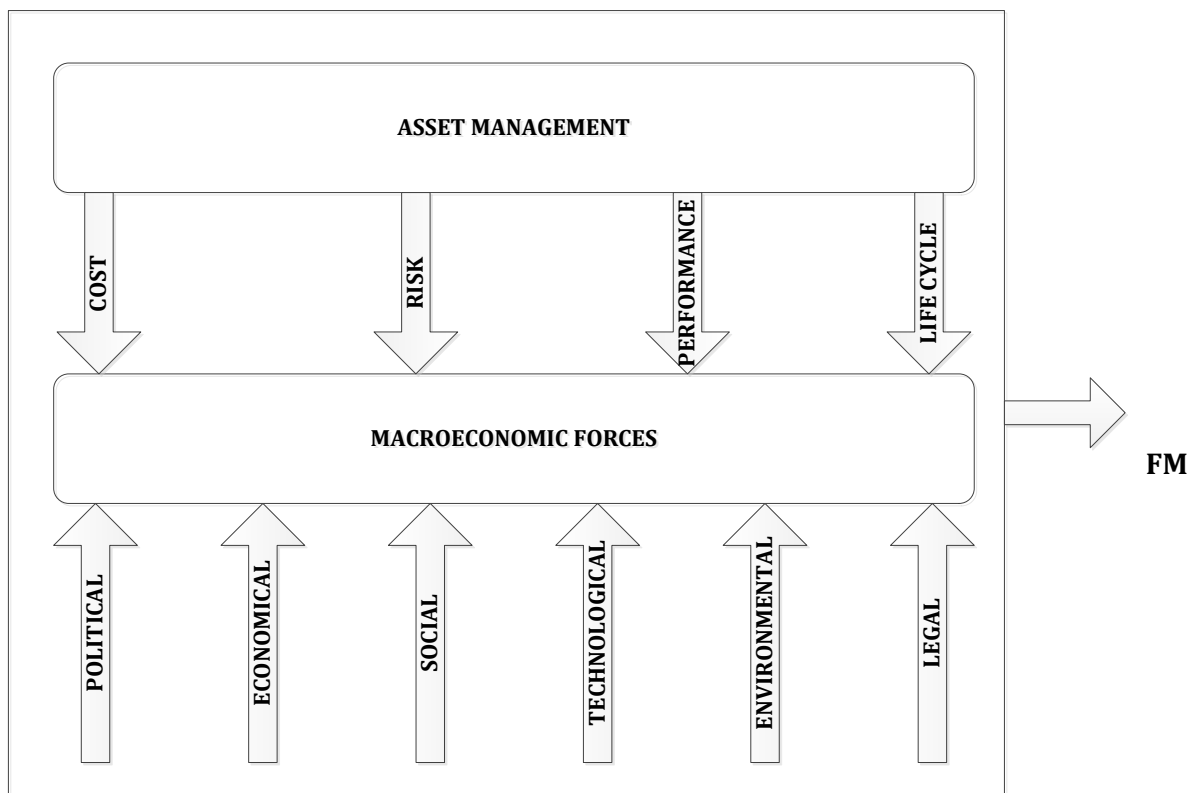 ASSET MANAGEMENT
COST
RISK
PERFORMANCE
LIFE CYCLE
MACROECONOMIC FORCES
FM
POLITICAL
ECONOMICAL
SOCIAL
TECHNOLOGICAL
ENVIRONMENTAL
LEGAL